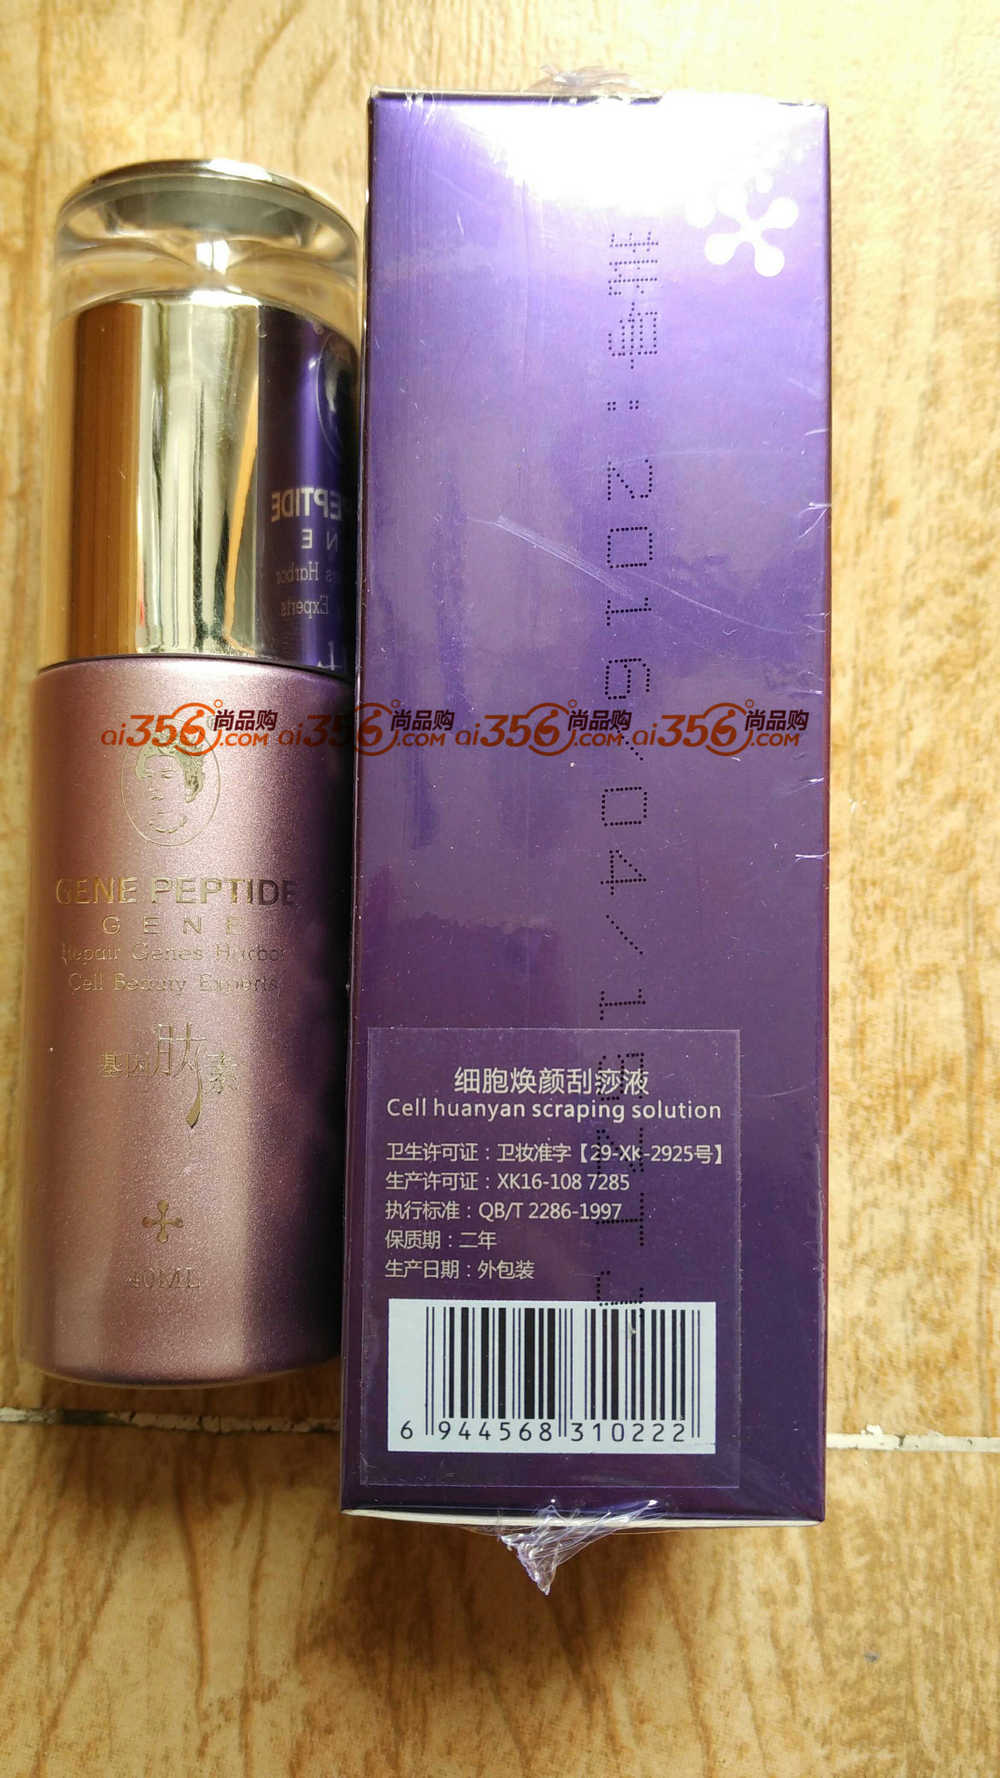 GENE PEPTIDE
GENE
Repair Genes Harbor
Cell Beauty Experts
基因肽素
40ML
批号:2016/04/1
细胞焕颜刮莎液
Cell huanyan scraping solution
卫生许可证：卫妆准字【29-XK-2925号】
生产许可证：XK16-108 7285
执行标准：QB/T 2286-1997
保质期：二年
生产日期：外包装
6 944568 310222
ai356.com 尚品购 ai356.com 尚品购 ai356.com 尚品购 ai356.com 尚品购